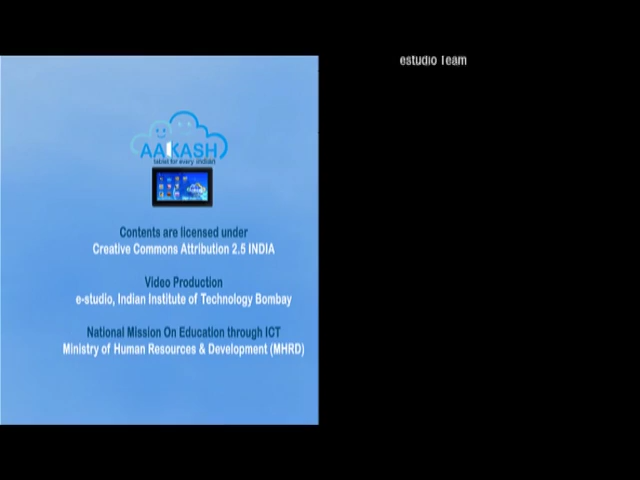 AAKASH
tablet for every indian
Contents are licensed under
Creative Commons Attribution 2.5 INDIA
Video Production
e-studio, Indian Institute of Technology Bombay
National Mission On Education through ICT
Ministry of Human Resources & Development (MHRD)
estudio Team